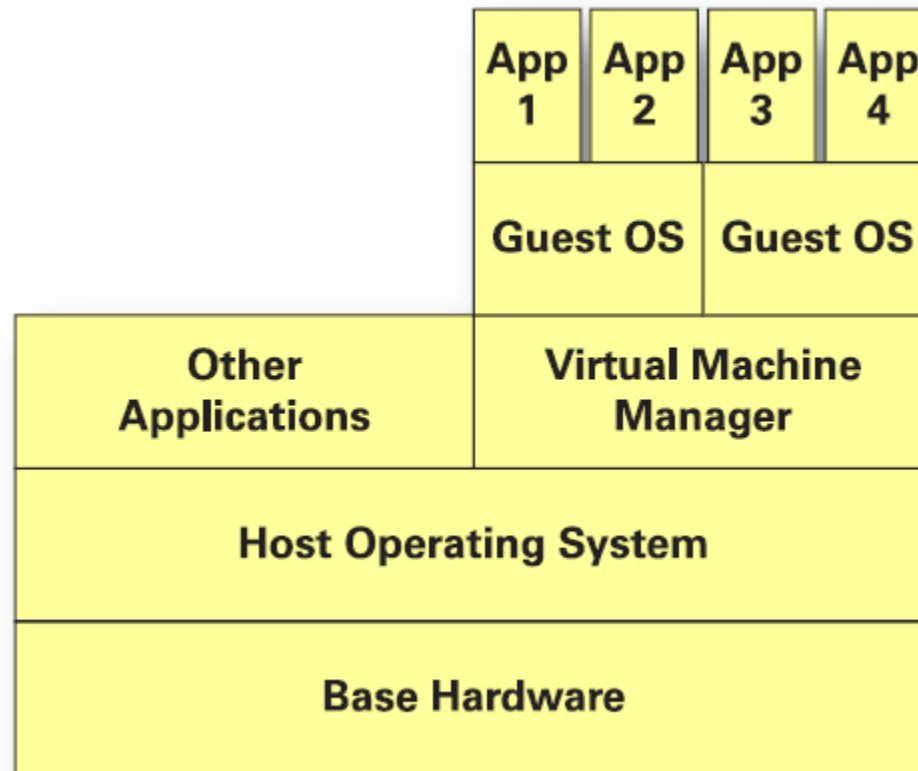 App
1
App
2
App
3
App
4
Guest OS
Guest OS
Other
Applications
Virtual Machine
Manager
Host Operating System
Base Hardware